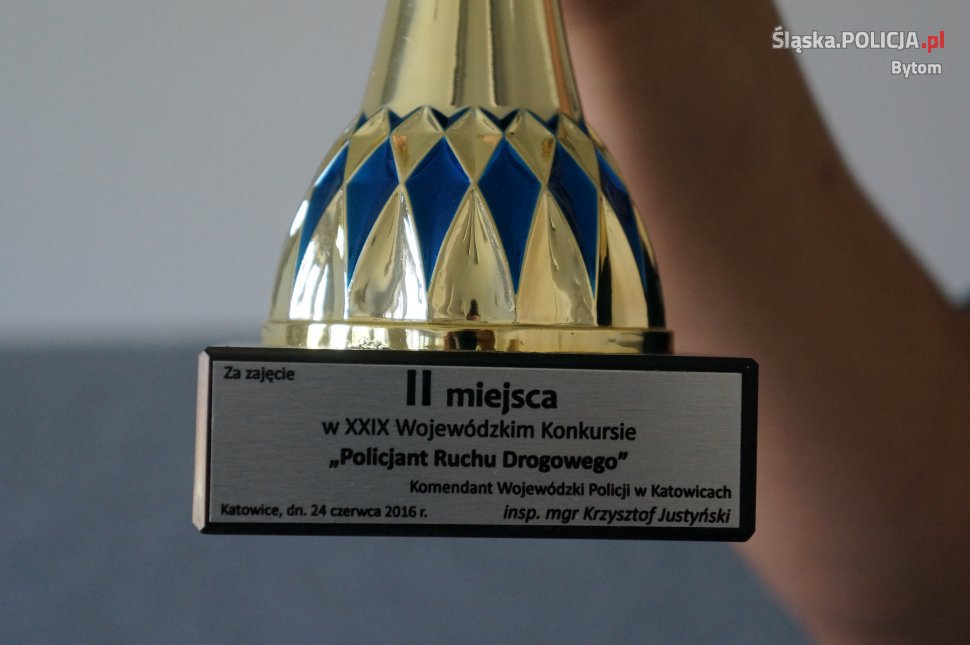 Śląska.POLICJA.pl
Bytom
Za zajęcie
II miejsca
w XXIX Wojewódzkim Konkursie
„Policjant Ruchu Drogowego”
Komendant Wojewódzki Policji w Katowicach
Katowice, dn. 24 czerwca 2016 r. insp. mgr Krzysztof Justyński